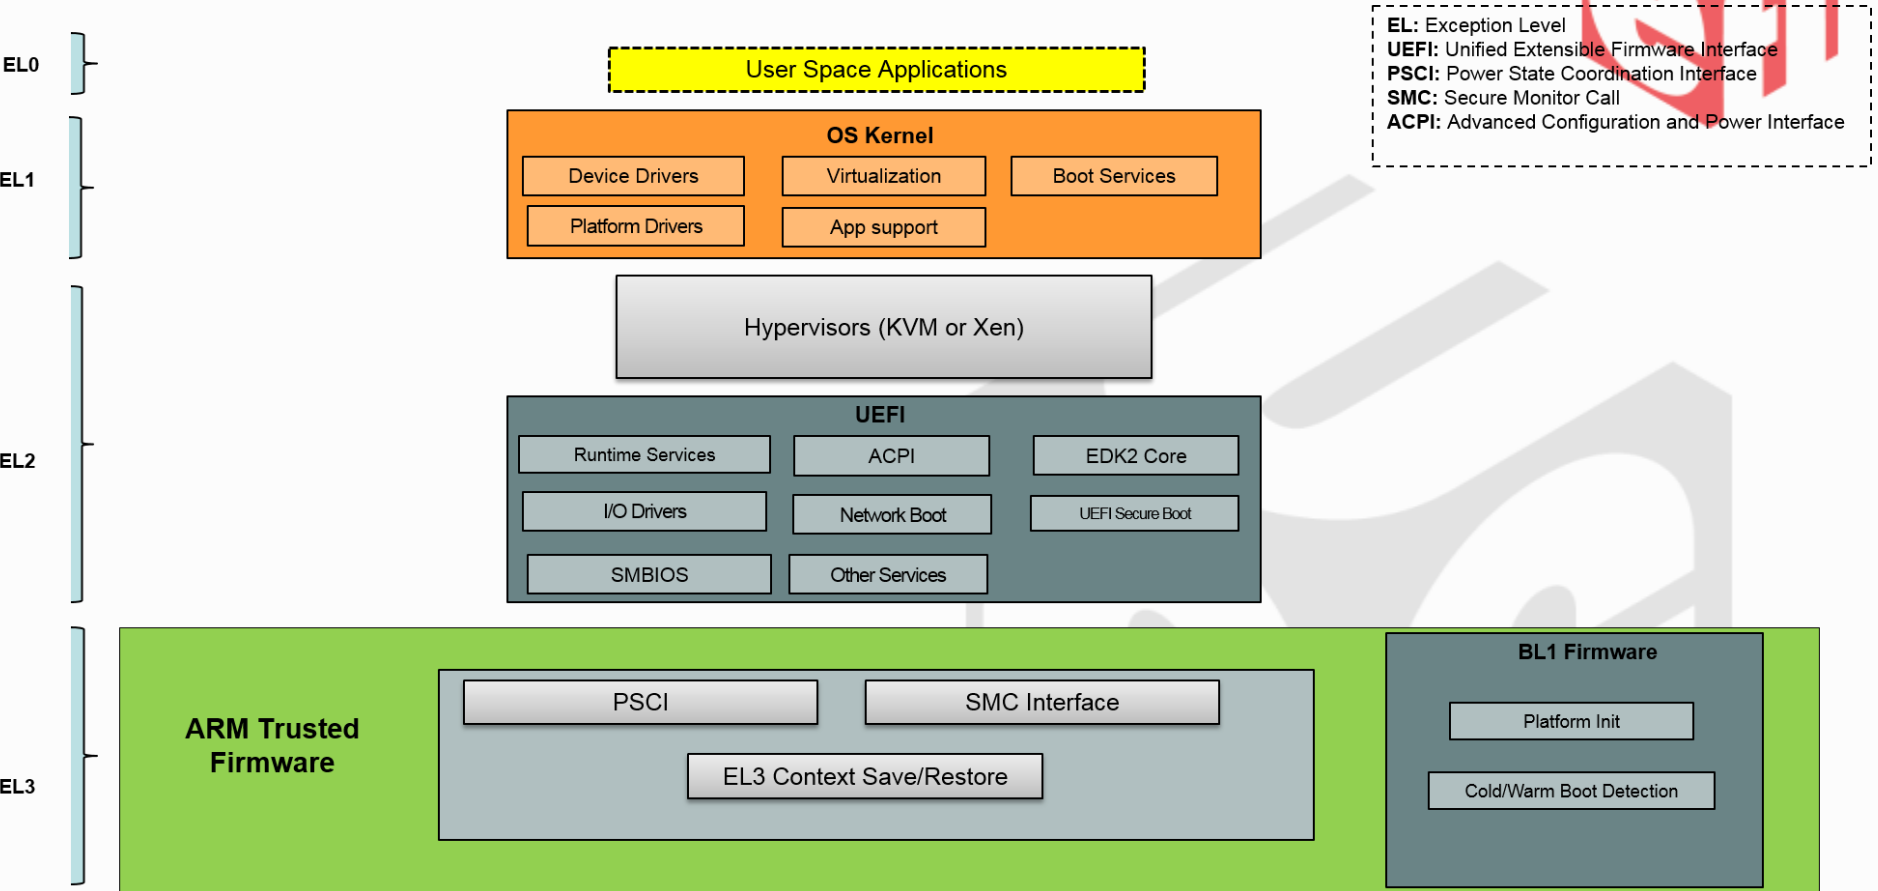 EL: Exception Level
UEFI: Unified Extensible Firmware Interface
PSCI: Power State Coordination Interface
SMC: Secure Monitor Call
ACPI: Advanced Configuration and Power Interface
EL0
User Space Applications
EL1
OS Kernel
Device Drivers
Virtualization
Boot Services
Platform Drivers
App support
EL2
Hypervisors (KVM or Xen)
UEFI
Runtime Services
ACPI
EDK2 Core
I/O Drivers
Network Boot
UEFI Secure Boot
SMBIOS
Other Services
EL3
ARM Trusted
Firmware
PSCI
SMC Interface
EL3 Context Save/Restore
BL1 Firmware
Platform Init
Cold/Warm Boot Detection